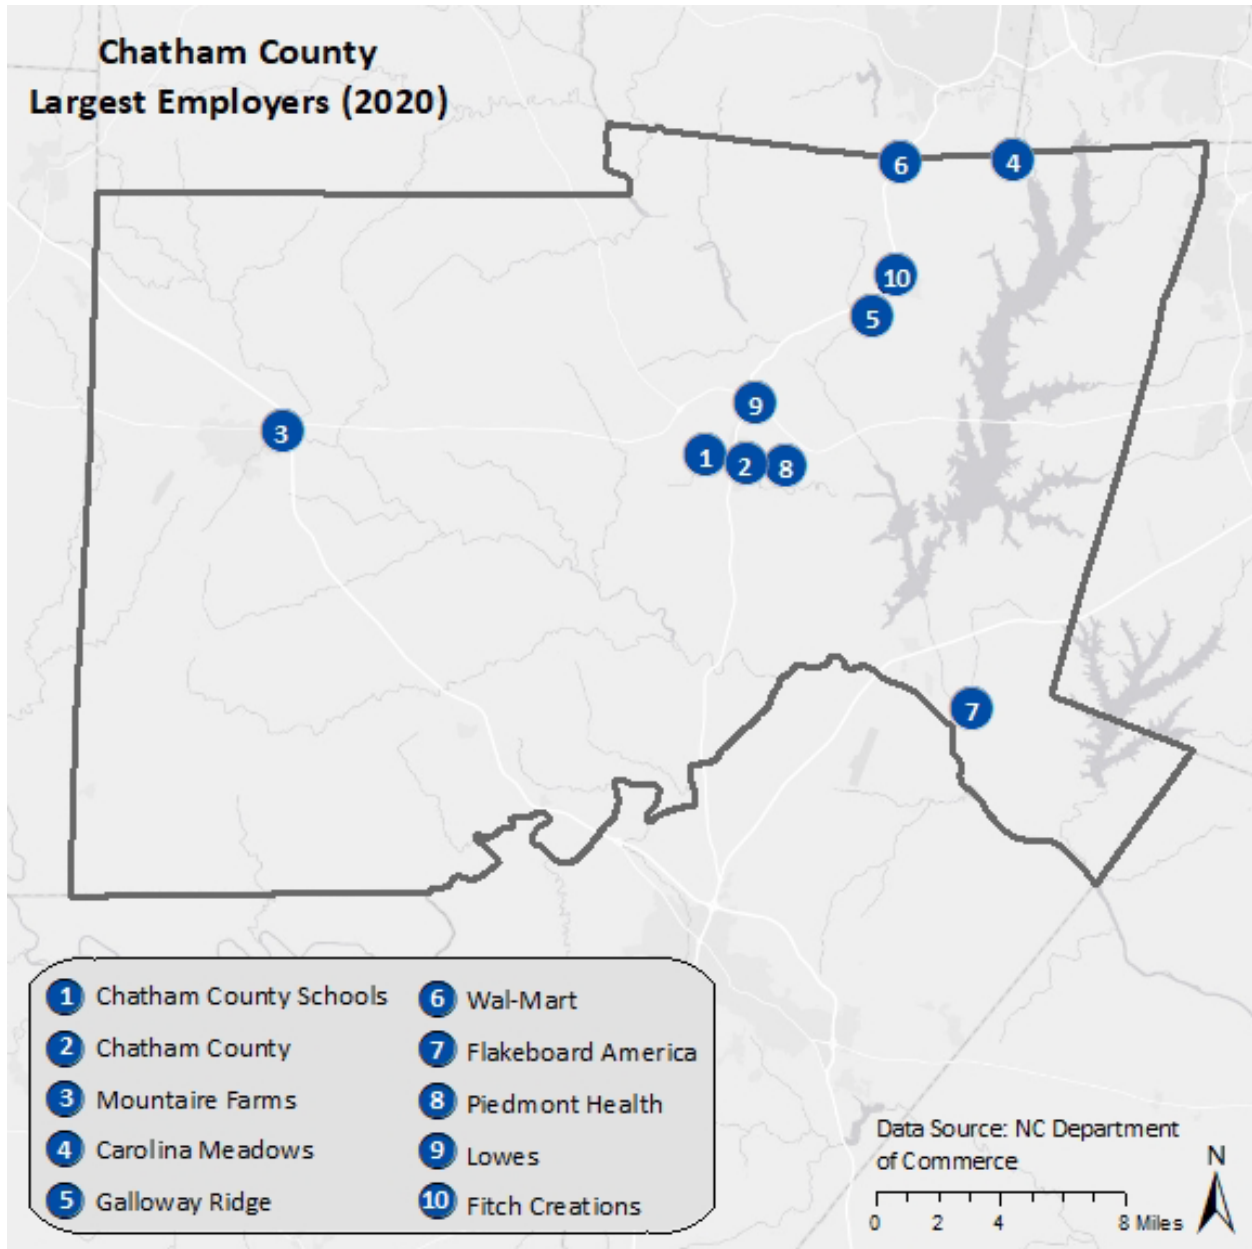 Chatham County
Largest Employers (2020)
6
4
10
5
9
3
1
2
8
7
1 Chatham County Schools
2 Chatham County
3 Mountaire Farms
4 Carolina Meadows
5 Galloway Ridge
6 Wal-Mart
7 Flakeboard America
8 Piedmont Health
9 Lowes
10 Fitch Creations
Data Source: NC Department
of Commerce
N
0 2 4 8 Miles